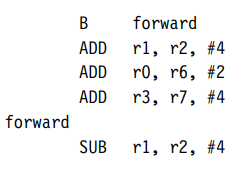 B forward
ADD r1, r2, #4
ADD r0, r6, #2
ADD r3, r7, #4
forward
SUB r1, r2, #4